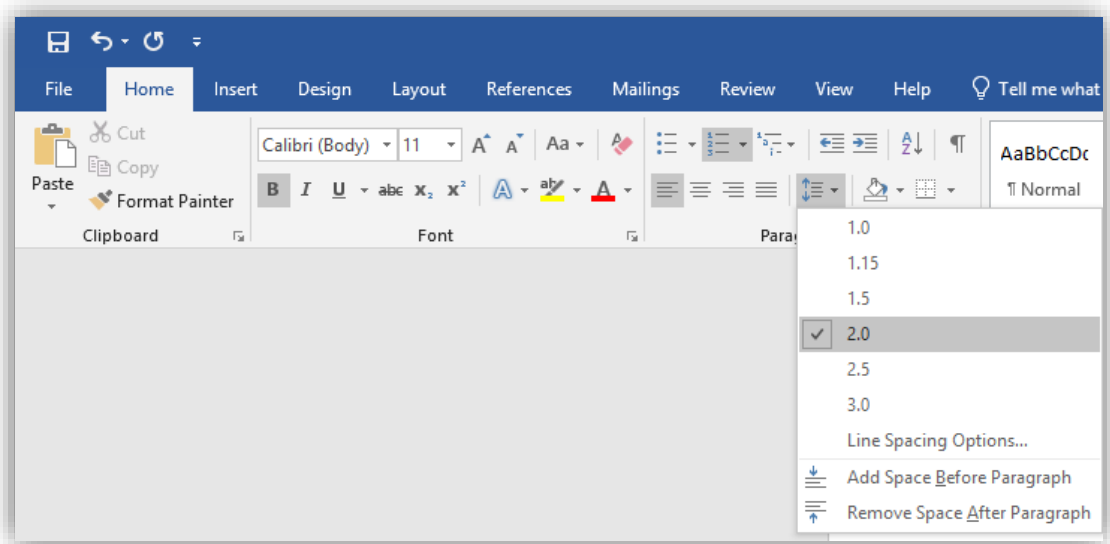 File Home Insert Design Layout References Mailings Review View Help Tell me what
Cut
Copy
Paste
Format Painter
Clipboard
Calibri (Body) 11 A A Aa
B I U abc X₂ X² A aby A
Font
Parag
AaBbCcDc
¶ Normal
1.0
1.15
1.5
2.0
2.5
3.0
Line Spacing Options...
Add Space Before Paragraph
Remove Space After Paragraph